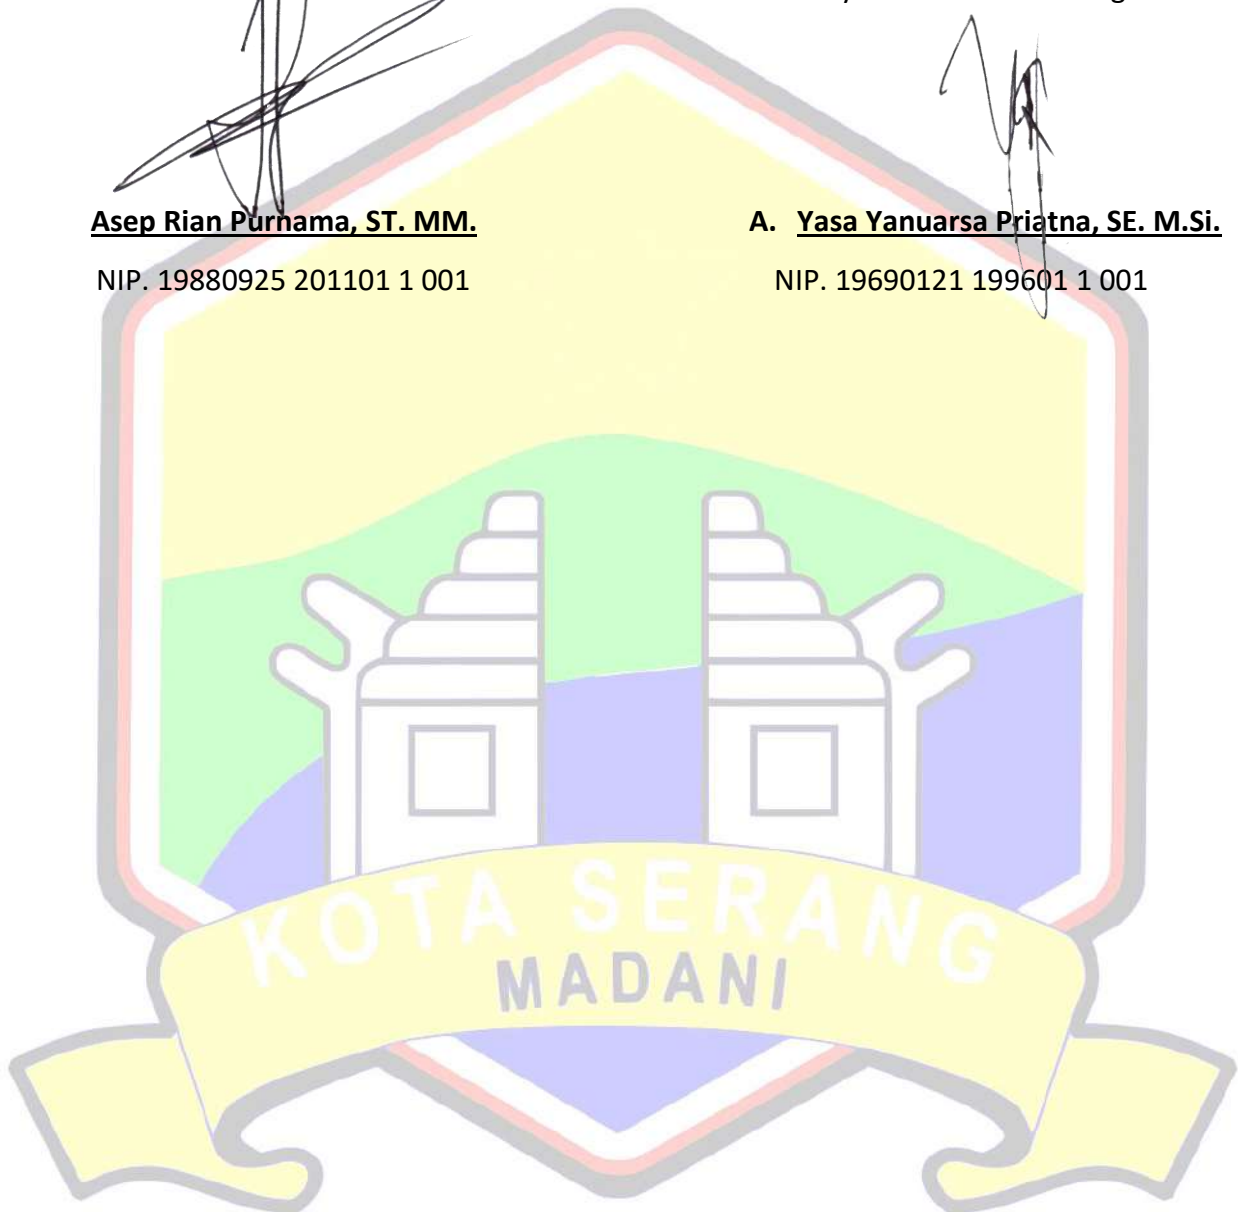 Asep Rian Purnama, ST. MM.
A. Yasa Yanuarsa Priatna, SE. M.Si.
NIP. 19880925 201101 1 001
NIP. 19690121 199601 1 001
KOTA SERANG
MADANI